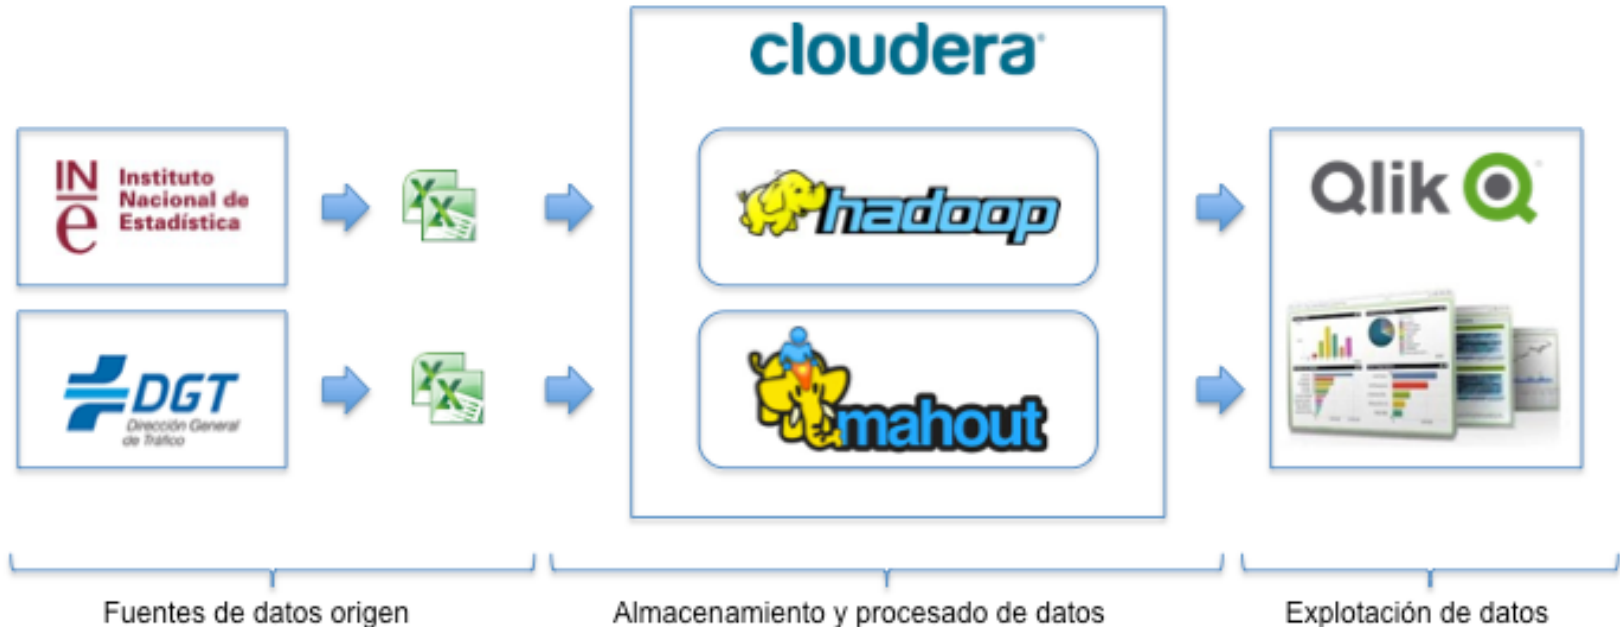 cloudera
INe
Instituto
Nacional de
Estadística
hadoop
Qlik
DGT
Dirección General
de Tráfico
mahout
Fuentes de datos origen
Almacenamiento y procesado de datos
Explotación de datos